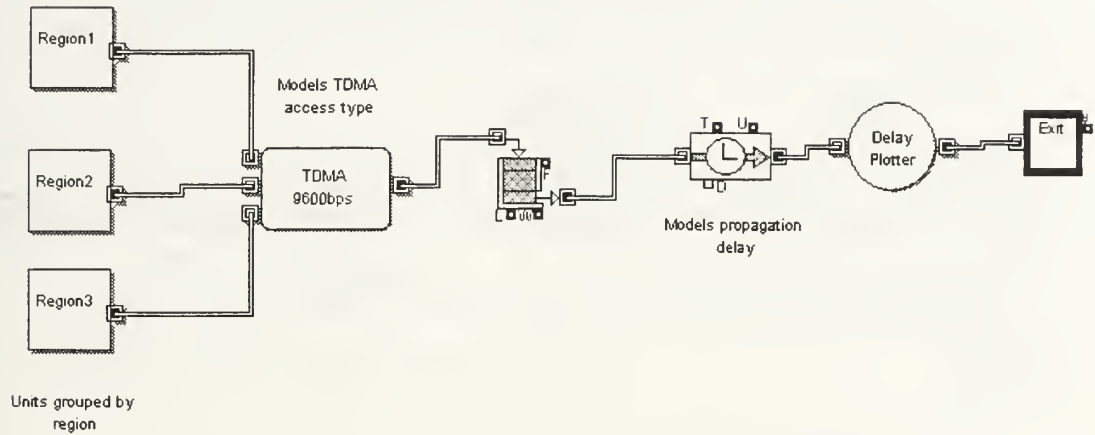 Region1
Models TDMA
access type
T U
Delay
Plotter
Exit
#
Region2
TDMA
9600bps
F
D
L 00
Models propagation
delay
Region3
Units grouped by
region